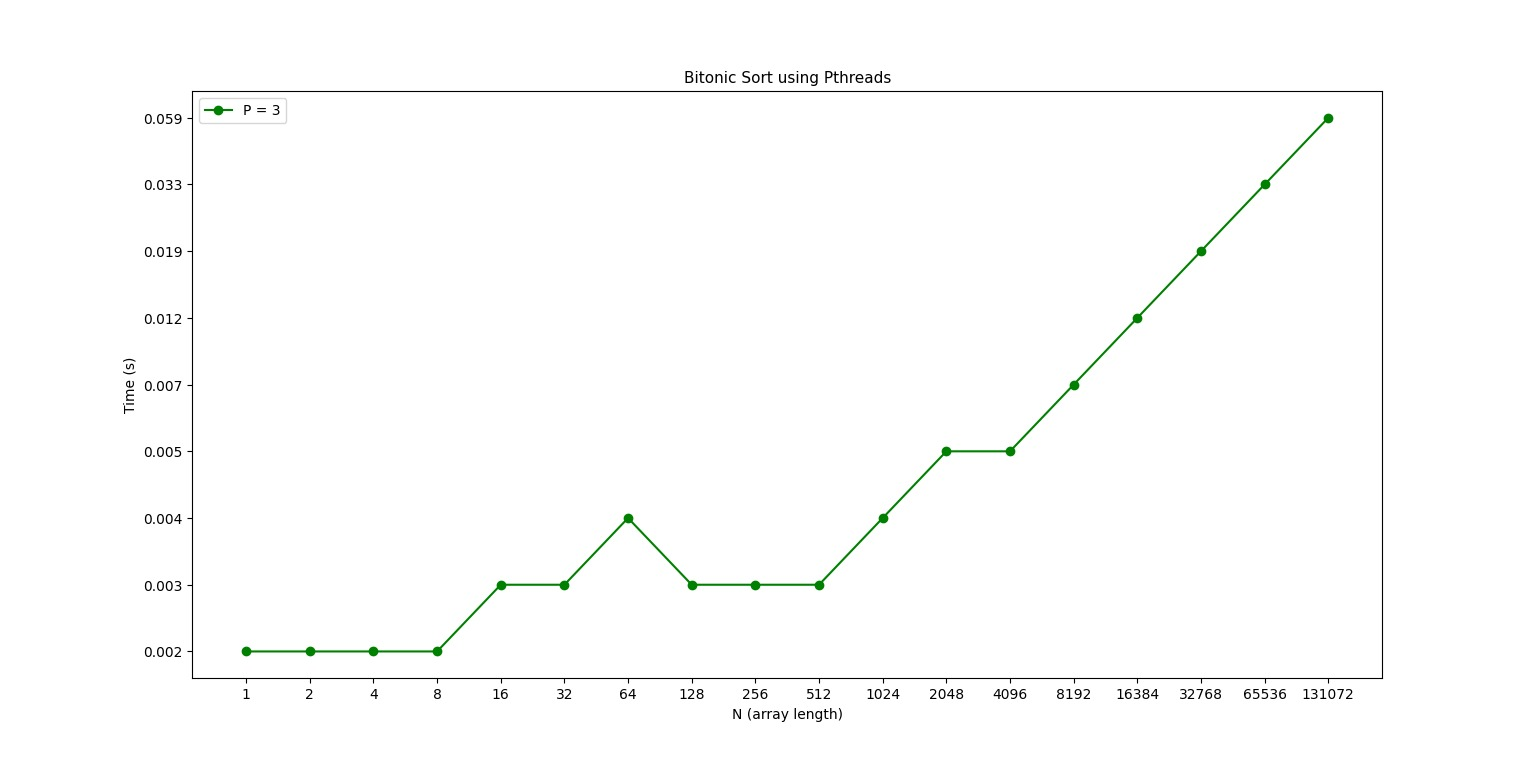 Bitonic Sort using Pthreads
P = 3
Time (s)
0.059
0.033
0.019
0.012
0.007
0.005
0.004
0.003
0.002
1 2 4 8 16 32 64 128 256 512 1024 2048 4096 8192 16384 32768 65536 131072
N (array length)